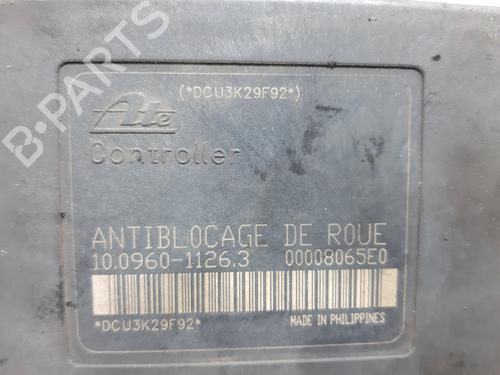 (*DCU3K29F92*)
Ate
Controller
ANTIBLOCAGE DE ROUE
10.0960-1126.3 00008065E0
*DCU3K29F92*
MADE IN PHILIPPINES
B-PARTS